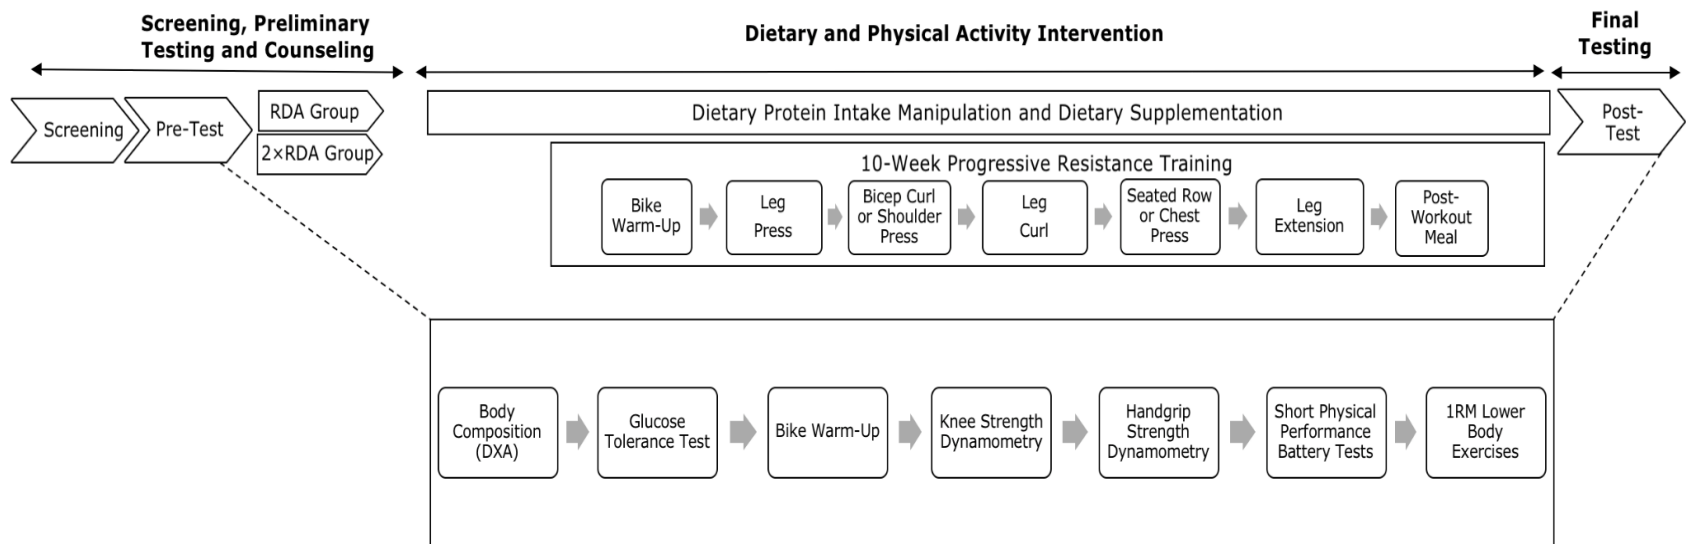 Screening, Preliminary
Testing and Counseling
Dietary and Physical Activity Intervention
Final
Testing
Screening
Pre-Test
RDA Group
2×RDA Group
Dietary Protein Intake Manipulation and Dietary Supplementation
Post-
Test
10-Week Progressive Resistance Training
Bike
Warm-Up
Leg
Press
Bicep Curl
or Shoulder
Press
Leg
Curl
Seated Row
or Chest
Press
Leg
Extension
Post-
Workout
Meal
Body
Composition
(DXA)
Glucose
Tolerance Test
Bike Warm-Up
Knee Strength
Dynamometry
Handgrip
Strength
Dynamometry
Short Physical
Performance
Battery Tests
1RM Lower
Body
Exercises